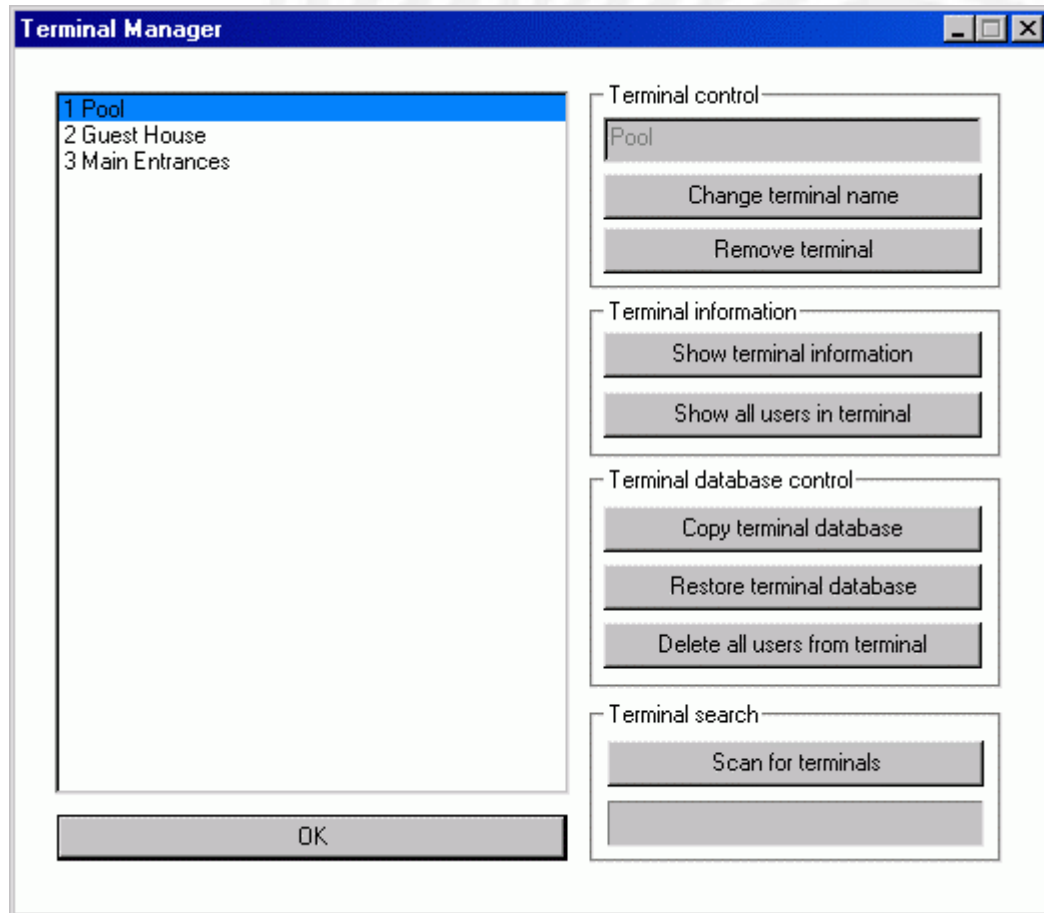 Terminal Manager
1 Pool
2 Guest House
3 Main Entrances
OK
Terminal control
Pool
Change terminal name
Remove terminal
Terminal information
Show terminal information
Show all users in terminal
Terminal database control
Copy terminal database
Restore terminal database
Delete all users from terminal
Terminal search
Scan for terminals